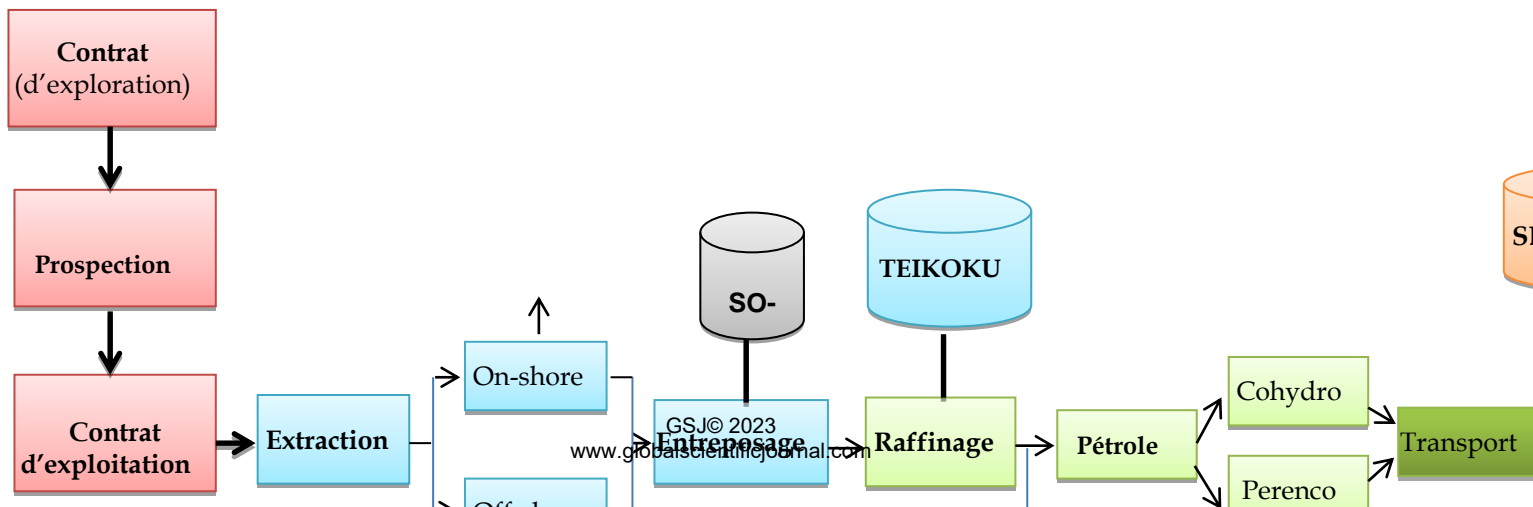 Contrat
(d’exploration)
Prospection
Contrat
d’exploitation
Extraction
On-shore
SO-
TEIKOKU
Entreposage
GSJ© 2023
www.globalscientificjournal.com
Raffinage
Pétrole
Cohydro
Perenco
Transport